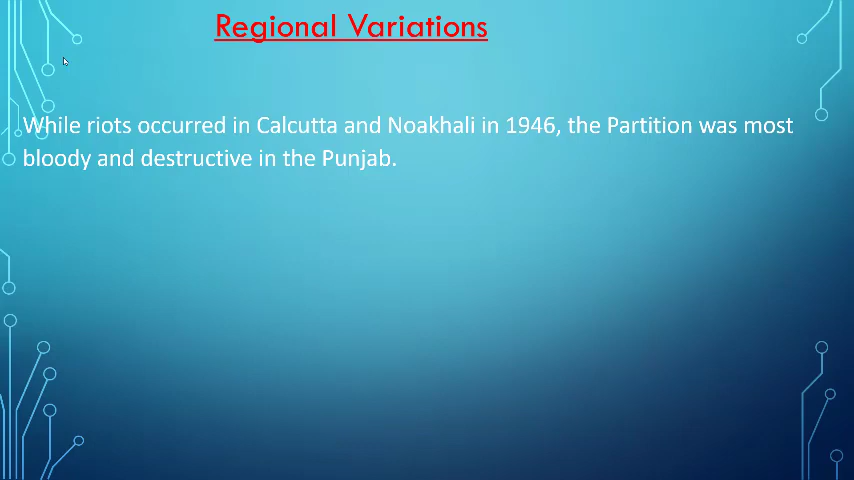 Regional Variations
While riots occurred in Calcutta and Noakhali in 1946, the Partition was most
bloody and destructive in the Punjab.